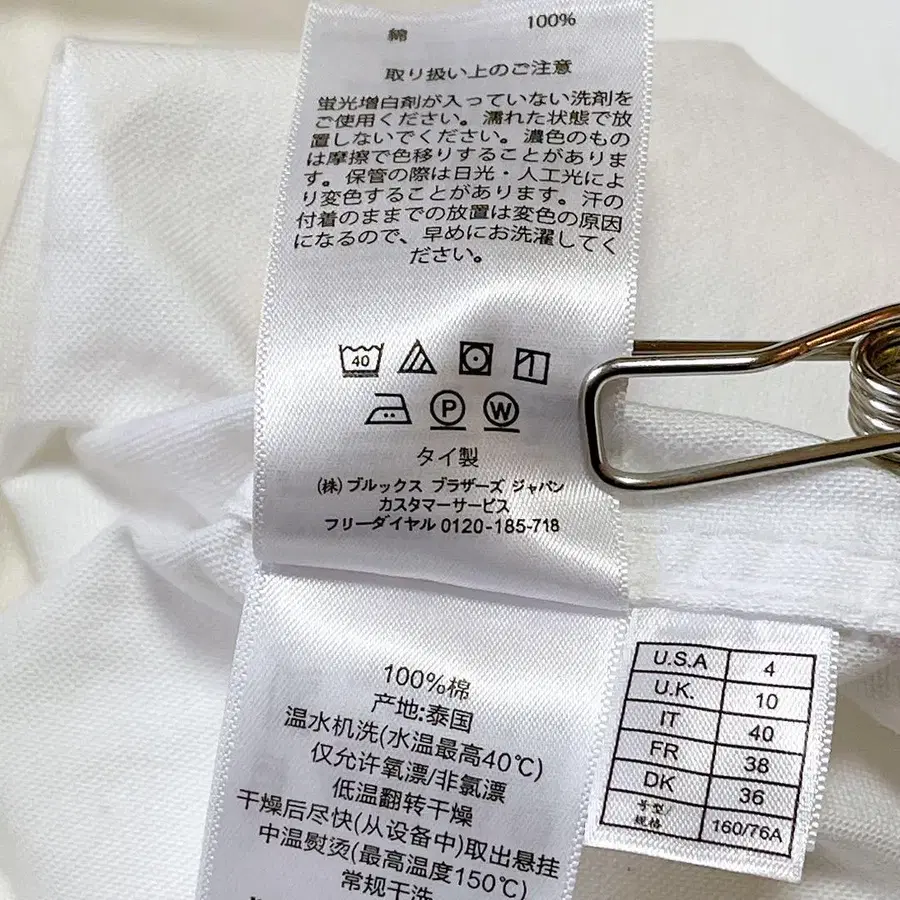 綿 100%
取り扱い上のご注意
蛍光増白剤が入っていない洗剤を
ご使用ください。濡れた状態で放
置しないでください。濃色のもの
は摩擦で色移りすることがありま
す。保管の際は日光・人工光によ
り変色することがあります。汗の
付着のままでの放置は変色の原因
になるので、早めにお洗濯してく
ださい。
40
P W
タイ製
(株)ブルックス ブラザーズ ジャパン
カスタマーサービス
フリーダイヤル 0120-185-718
100%棉
产地:泰国
温水机洗(水温最高40℃)
仅允许氧漂/非氯漂
低温翻转干燥
干燥后尽快(从设备中)取出悬挂
中温熨烫(最高温度150℃)
常规干洗
U.S.A 4
U.K. 10
IT 40
FR 38
DK 36
号型
规格 160/76A